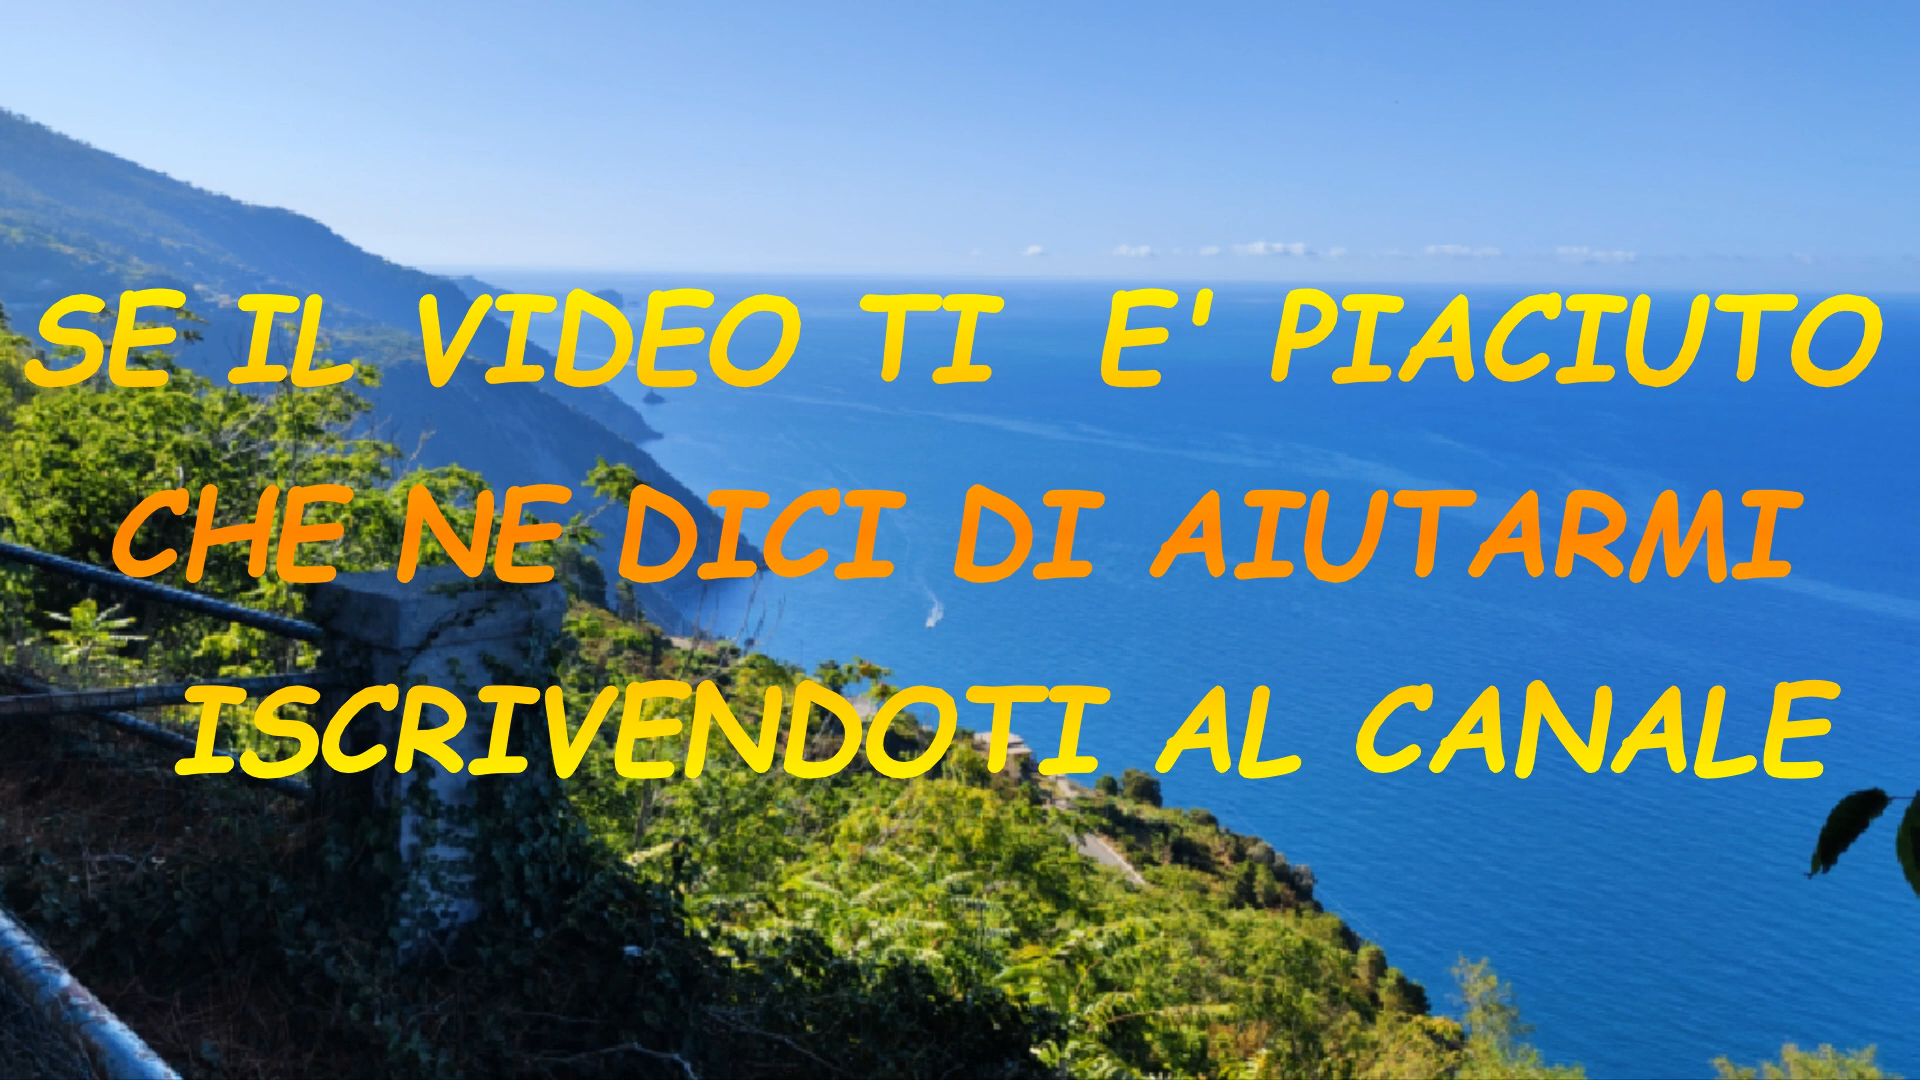 SE IL VIDEO TI E' PIACIUTO
CHE NE DICI DI AIUTARMI
ISCRIVENDOTI AL CANALE